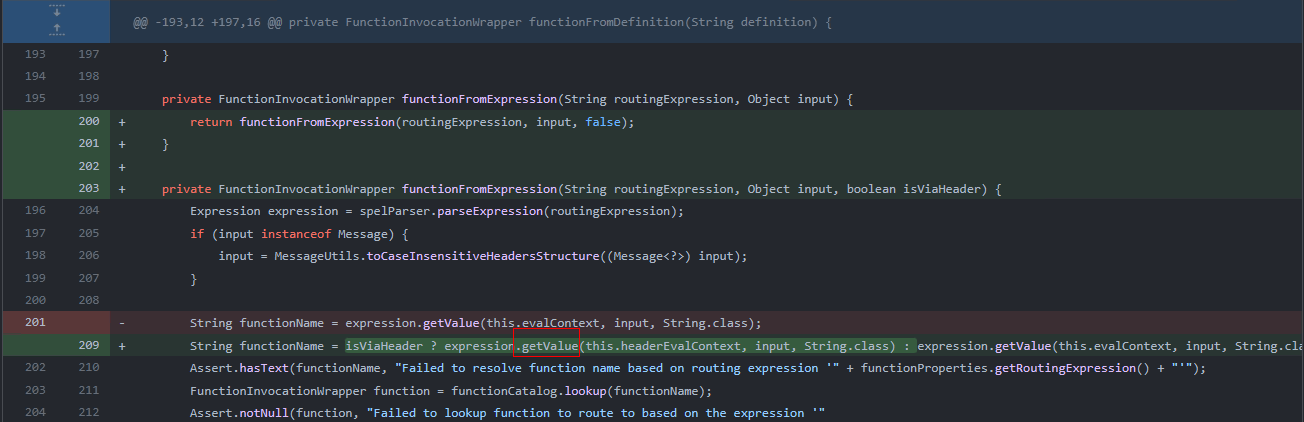 @@ -193,12 +197,16 @@ private FunctionInvocationWrapper functionFromDefinition(String definition) {
193 197 }
194 198
195 199 private FunctionInvocationWrapper functionFromExpression(String routingExpression, Object input) {
200 + return functionFromExpression(routingExpression, input, false);
201 + }
202 +
203 + private FunctionInvocationWrapper functionFromExpression(String routingExpression, Object input, boolean isViaHeader) {
196 204 Expression expression = spelParser.parseExpression(routingExpression);
197 205 if (input instanceof Message) {
198 206 input = MessageUtils.toCaseInsensitiveHeadersStructure((Message<?>) input);
199 207 }
200 208
201 - String functionName = expression.getValue(this.evalContext, input, String.class);
209 + String functionName = isViaHeader ? expression.getValue(this.headerEvalContext, input, String.class) : expression.getValue(this.evalContext, input, String.cla
202 210 Assert.hasText(functionName, "Failed to resolve function name based on routing expression '" + functionProperties.getRoutingExpression() + "'");
203 211 FunctionInvocationWrapper function = functionCatalog.lookup(functionName);
204 212 Assert.notNull(function, "Failed to lookup function to route to based on the expression '"